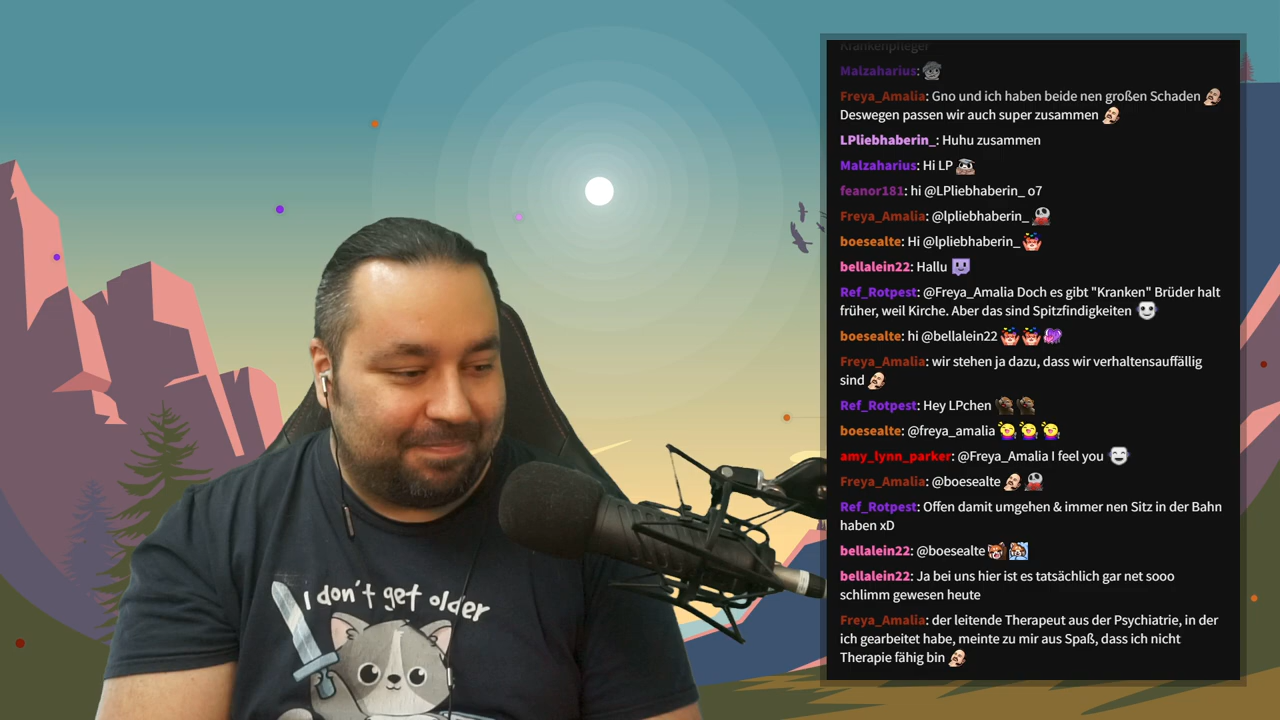 Krankenpfleger
Malzaharius:
Freya_Amalia: Gno und ich haben beide nen großen Schaden
Deswegen passen wir auch super zusammen
LPliebhaberin_: Huhu zusammen
Malzaharius: Hi LP
feanor181: hi @LPliebhaberin_ o7
Freya_Amalia: @lpliebhaberin_
boesealte: Hi @lpliebhaberin_
bellalein22: Hallu
Ref_Rotpest: @Freya_Amalia Doch es gibt "Kranken" Brüder halt
früher, weil Kirche. Aber das sind Spitzfindigkeiten
boesealte: hi @bellalein22
Freya_Amalia: wir stehen ja dazu, dass wir verhaltensauffällig
sind
Ref_Rotpest: Hey LPchen
boesealte: @freya_amalia
amy_lynn_parker: @Freya_Amalia I feel you
Freya_Amalia: @boesealte
Ref_Rotpest: Offen damit umgehen & immer nen Sitz in der Bahn
haben xD
bellalein22: @boesealte
bellalein22: Ja bei uns hier ist es tatsächlich gar net sooo
schlimm gewesen heute
Freya_Amalia: der leitende Therapeut aus der Psychiatrie, in der
ich gearbeitet habe, meinte zu mir aus Spaß, dass ich nicht
Therapie fähig bin
I don't get older